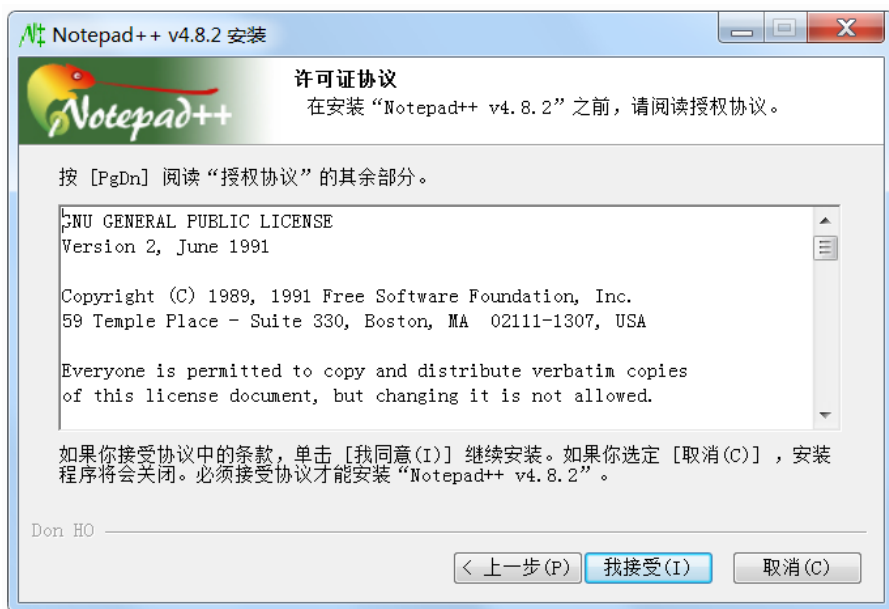 Notepad++ v4.8.2 安装
Notepad++
许可证协议
在安装“Notepad++ v4.8.2”之前，请阅读授权协议。
按 [PgDn] 阅读“授权协议”的其余部分。
GNU GENERAL PUBLIC LICENSE
Version 2, June 1991
Copyright (C) 1989, 1991 Free Software Foundation, Inc.
59 Temple Place - Suite 330, Boston, MA  02111-1307, USA
Everyone is permitted to copy and distribute verbatim copies
of this license document, but changing it is not allowed.
如果你接受协议中的条款，单击 [我同意(I)] 继续安装。如果你选定 [取消(C)] ，安装
程序将会关闭。必须接受协议才能安装“Notepad++ v4.8.2”。
Don HO
< 上一步(P)
我接受(I)
取消(C)